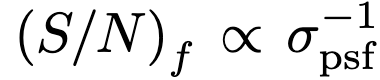 (S/N)_f ∝ σ_psf^{-1}